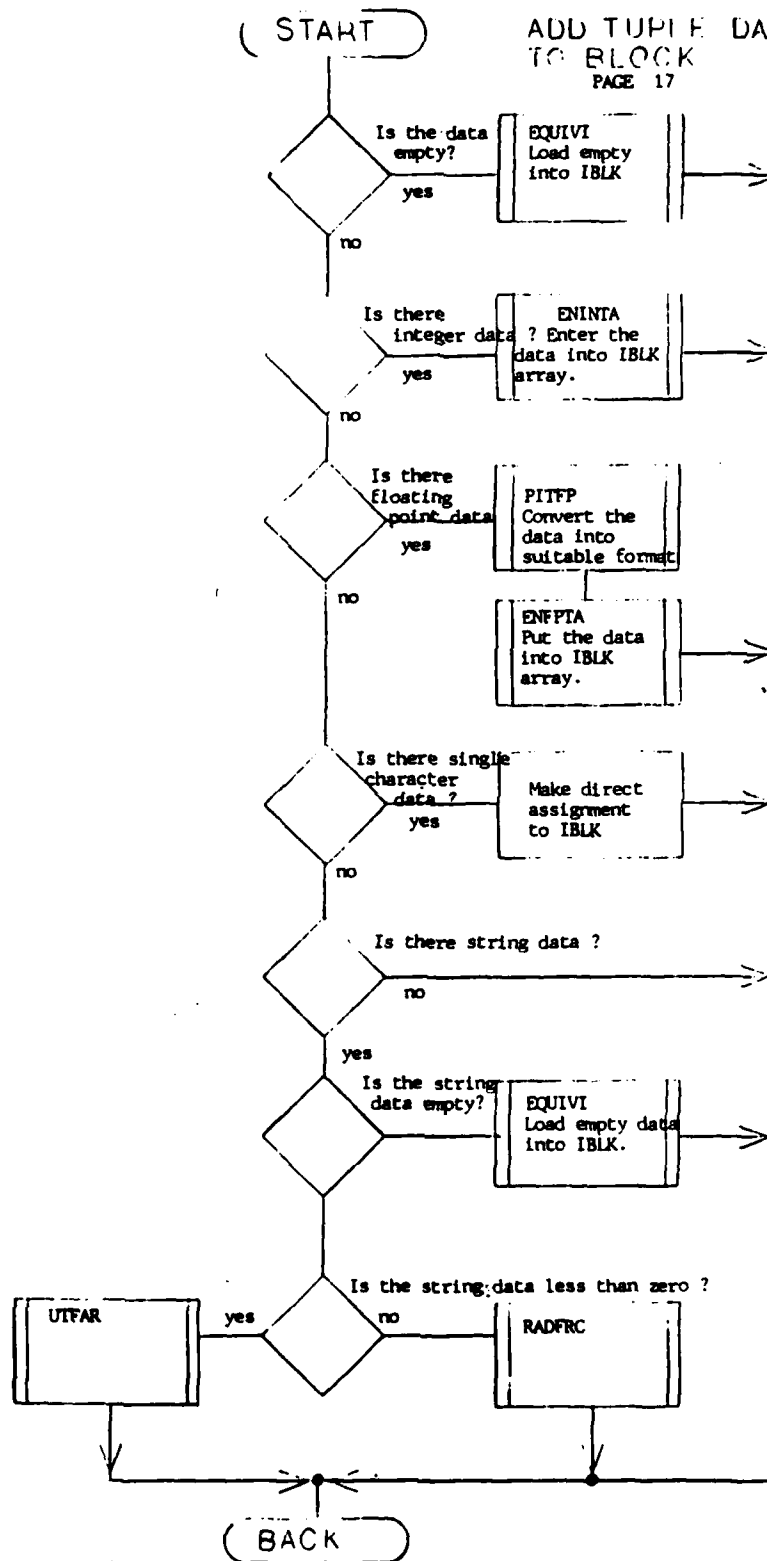 START
ADD TUPLE DA
TO BLOCK
PAGE 17
Is the data
empty?
yes
no
EQUIVI
Load empty
into IBLK
Is there
integer data ?
yes
no
ENINTA
Enter the
data into IBLK
array.
Is there
floating
point data
yes
no
PITFP
Convert the
data into
suitable format
ENFPTA
Put the data
into IBLK
array.
Is there single
character
data ?
yes
no
Make direct
assignment
to IBLK
Is there string data ?
no
yes
Is the string
data empty?
EQUIVI
Load empty data
into IBLK.
Is the string data less than zero ?
yes
no
UTFAR
RADFRC
BACK